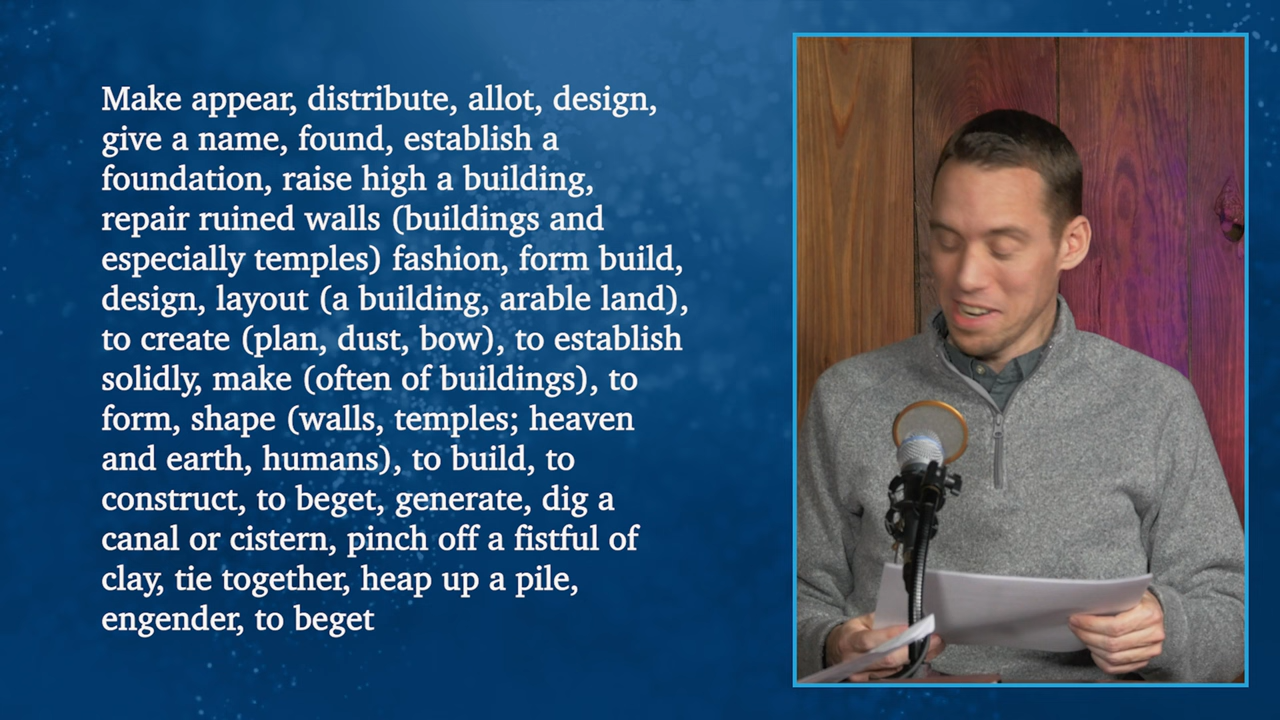 Make appear, distribute, allot, design,
give a name, found, establish a
foundation, raise high a building,
repair ruined walls (buildings and
especially temples) fashion, form build,
design, layout (a building, arable land),
to create (plan, dust, bow), to establish
solidly, make (often of buildings), to
form, shape (walls, temples; heaven
and earth, humans), to build, to
construct, to beget, generate, dig a
canal or cistern, pinch off a fistful of
clay, tie together, heap up a pile,
engender, to beget